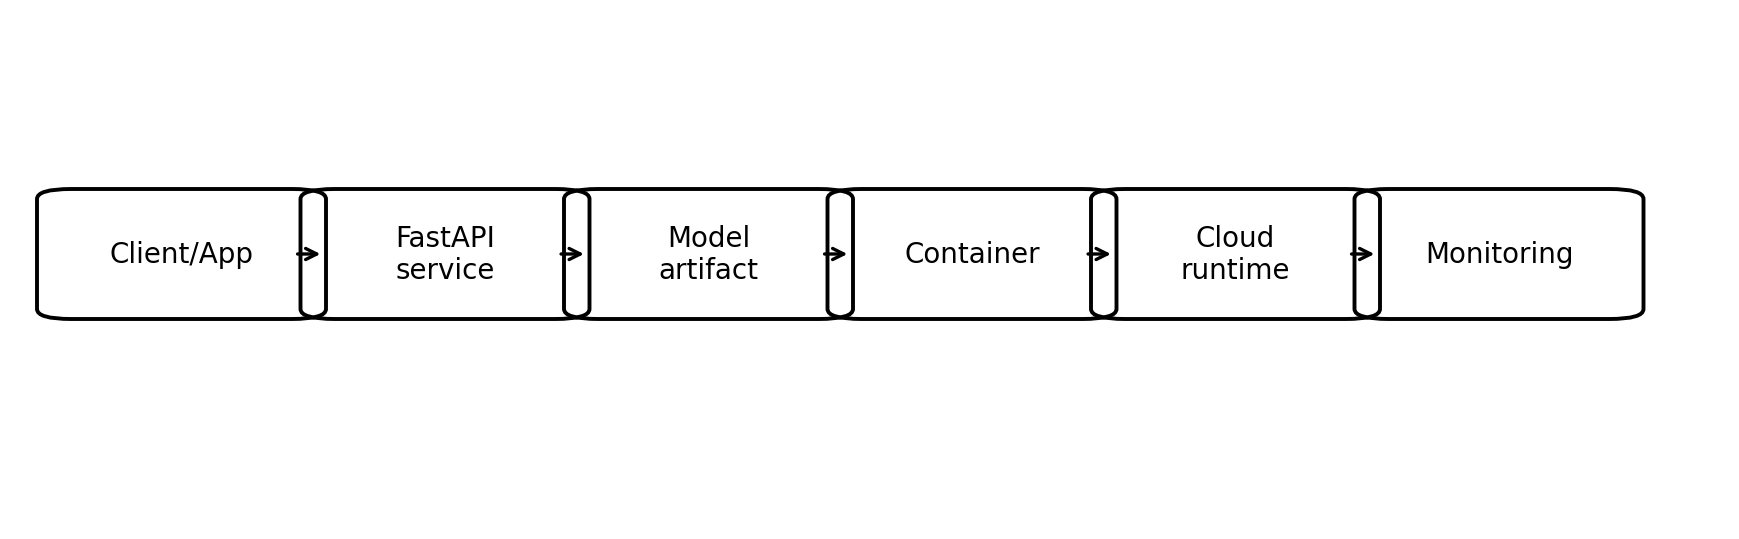 Client/App
FastAPI
service
Model
artifact
Container
Cloud
runtime
Monitoring